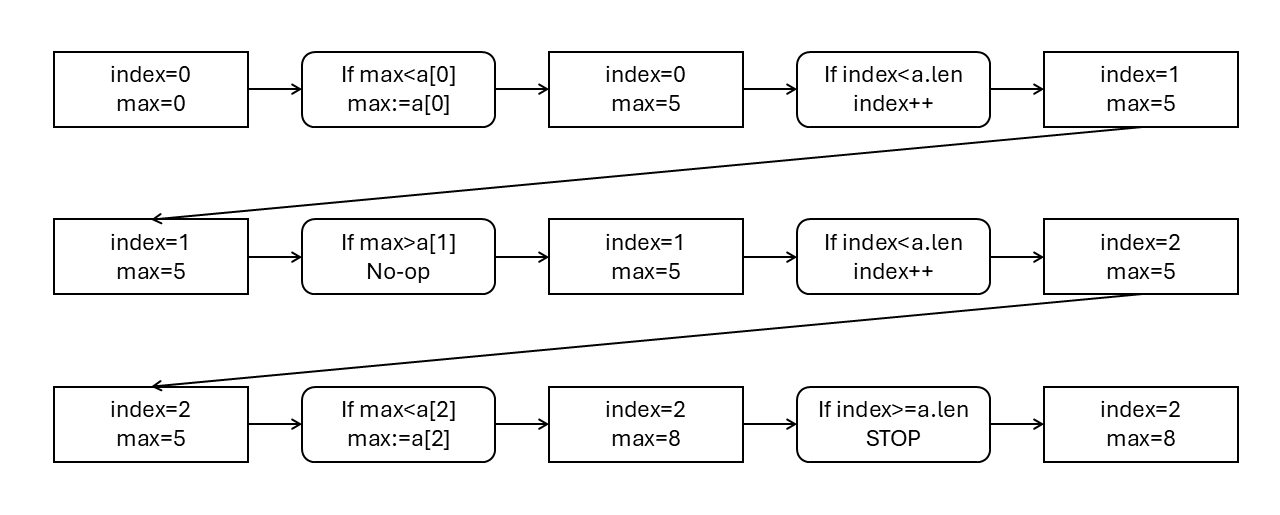 index=0
max=0
If max<a[0]
max:=a[0]
index=0
max=5
If index<a.len
index++
index=1
max=5
index=1
max=5
If max>a[1]
No-op
index=1
max=5
If index<a.len
index++
index=2
max=5
index=2
max=5
If max<a[2]
max:=a[2]
index=2
max=8
If index>=a.len
STOP
index=2
max=8